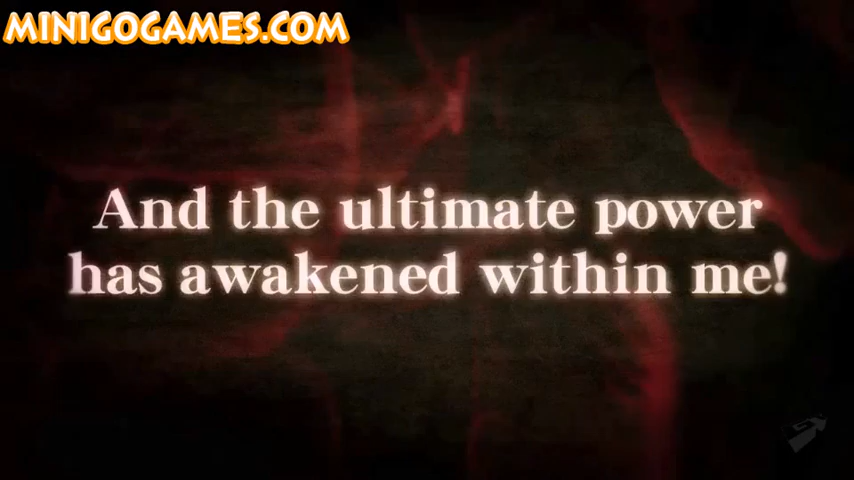 MINIGOGAMES.COM
And the ultimate power
has awakened within me!